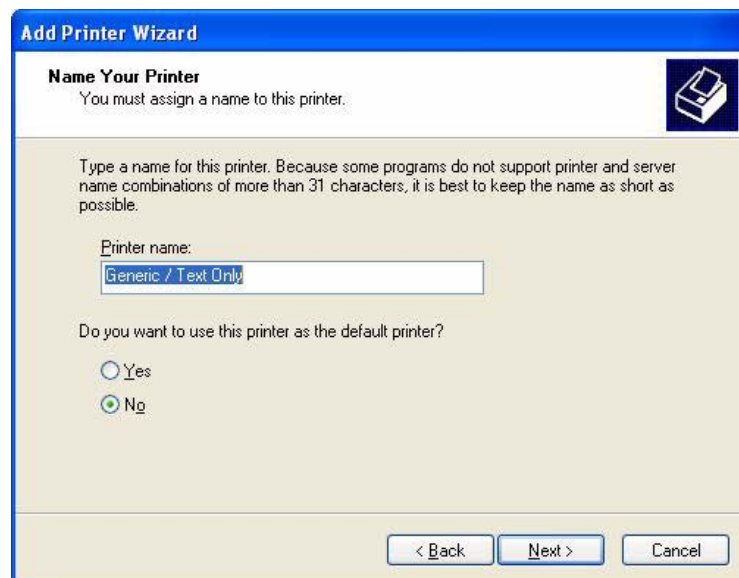 Add Printer Wizard
Name Your Printer
You must assign a name to this printer.
Type a name for this printer. Because some programs do not support printer and server
name combinations of more than 31 characters, it is best to keep the name as short as
possible.
Printer name:
Generic / Text Only
Do you want to use this printer as the default printer?
Yes
No
< Back Next > Cancel